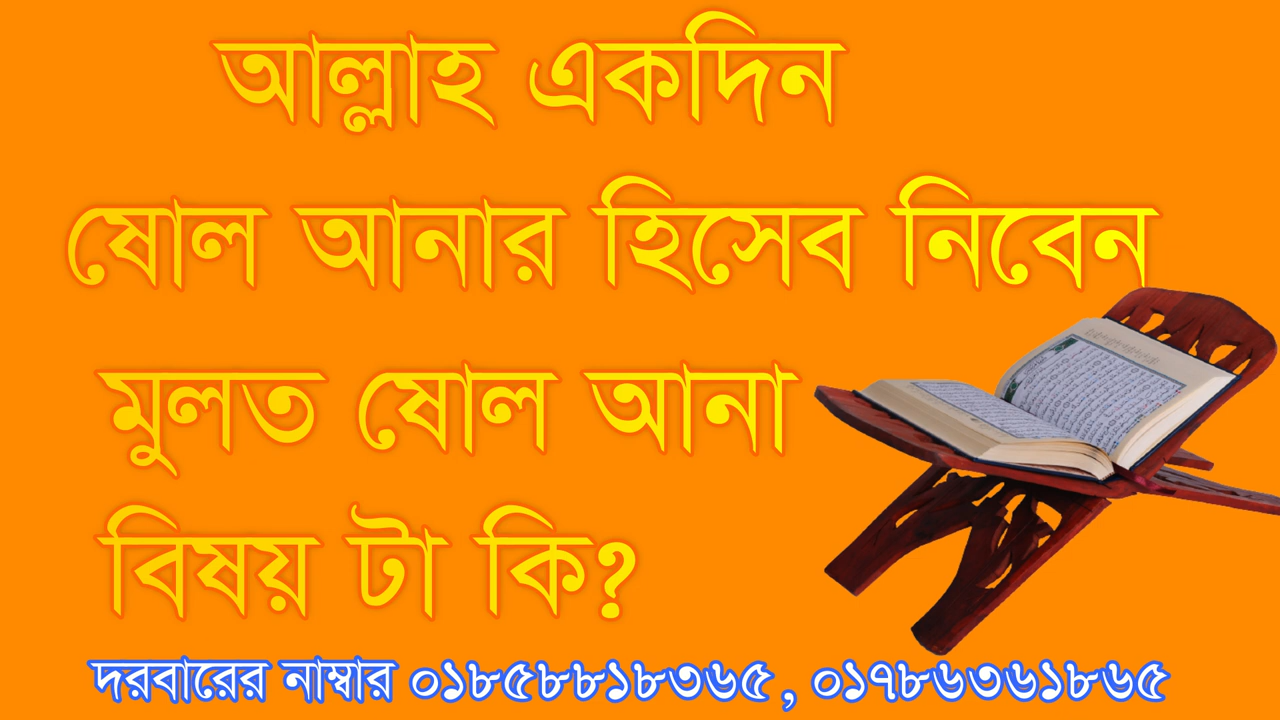 আল্লাহ একদিন
ষোল আনার হিসেব নিবেন
মুলত ষোল আনা
বিষয় টা কি?
দরবারের নাম্বার ০১৮৫৮৮১৮৩৬৫, ০১৭৮৬৩৬১৮৬৫